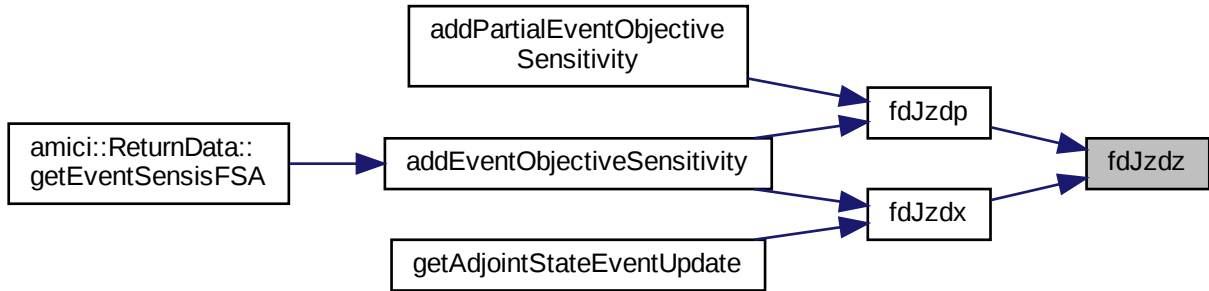 addPartialEventObjective
Sensitivity
amici::ReturnData::
getEventSensisFSA
addEventObjectiveSensitivity
getAdjointStateEventUpdate
fdJzdp
fdJzdx
fdJzdz